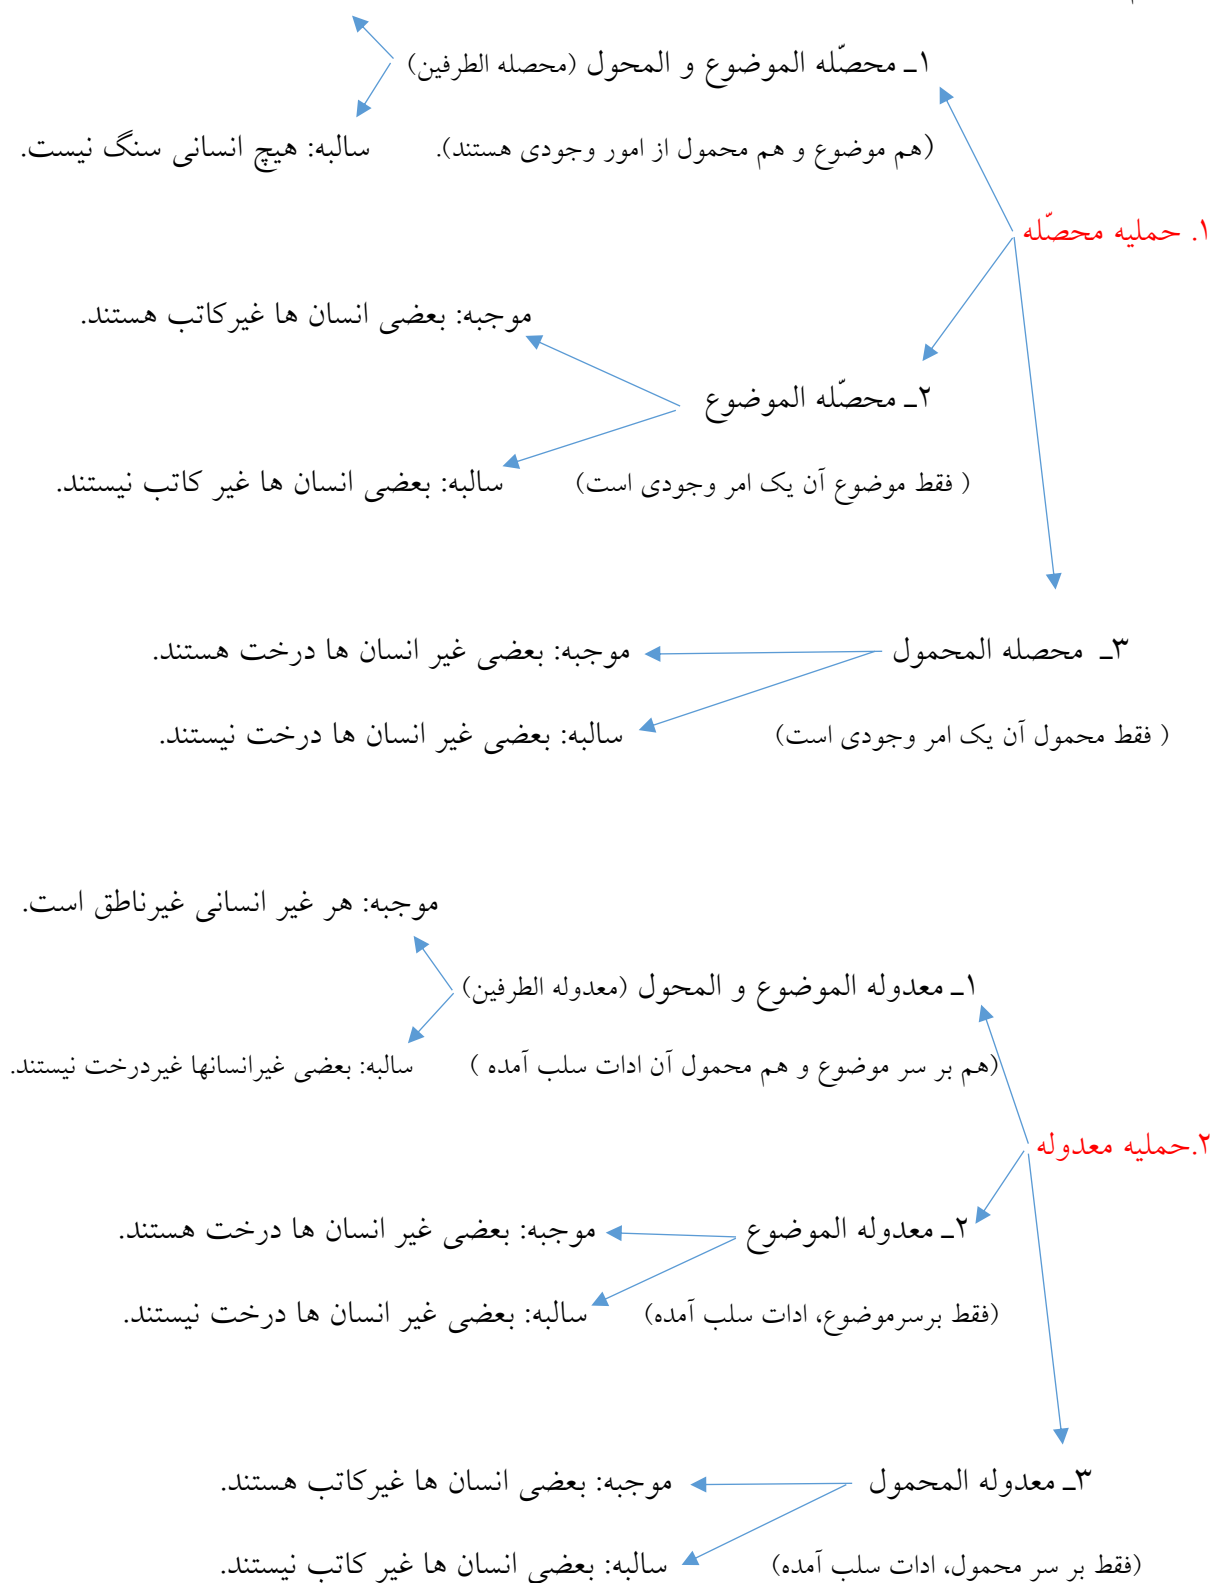 ۱ـ محصّله الموضوع و المحول (محصله الطرفین)
(هم موضوع و هم محمول از امور وجودی هستند). سالبه: هیچ انسانی سنگ نیست.
۱. حملیه محصّله
موجبه: بعضی انسان ها غیرکاتب هستند.
۲ـ محصّله الموضوع
( فقط موضوع آن یک امر وجودی است) سالبه: بعضی انسان ها غیر کاتب نیستند.
۳ـ محصله المحمول موجبه: بعضی غیر انسان ها درخت هستند.
( فقط محمول آن یک امر وجودی است) سالبه: بعضی غیر انسان ها درخت نیستند.
موجبه: هر غیر انسانی غیرناطق است.
۱ـ معدوله الموضوع و المحول (معدوله الطرفین)
(هم بر سر موضوع و هم محمول آن ادات سلب آمده ) سالبه: بعضی غیرانسانها غیردرخت نیستند.
۲.حملیه معدوله
۲ـ معدوله الموضوع موجبه: بعضی غیر انسان ها درخت هستند.
(فقط برسرموضوع، ادات سلب آمده) سالبه: بعضی غیر انسان ها درخت نیستند.
۳ـ معدوله المحمول موجبه: بعضی انسان ها غیرکاتب هستند.
(فقط بر سر محمول، ادات سلب آمده) سالبه: بعضی انسان ها غیر کاتب نیستند.